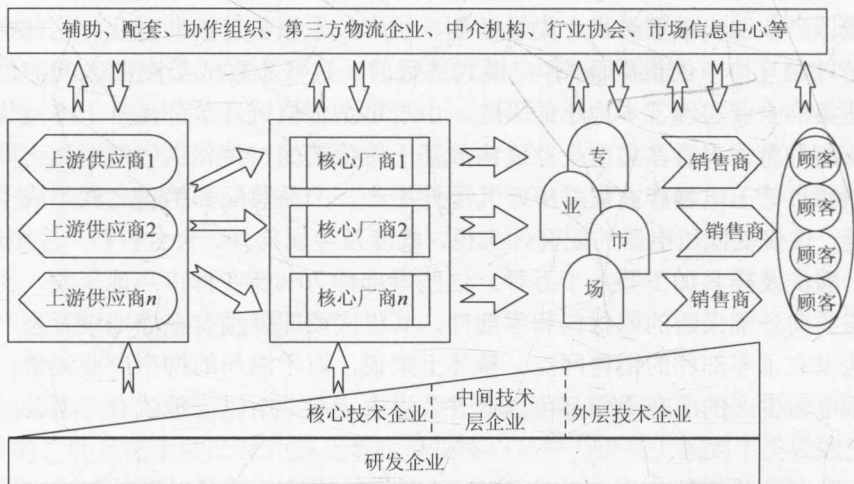 辅助、配套、协作组织、第三方物流企业、中介机构、行业协会、市场信息中心等
上游供应商1
上游供应商2
上游供应商n
核心厂商1
核心厂商2
核心厂商n
专
业
市
场
销售商
销售商
销售商
顾客
顾客
顾客
顾客
核心技术企业
中间技术
层企业
外层技术企业
研发企业